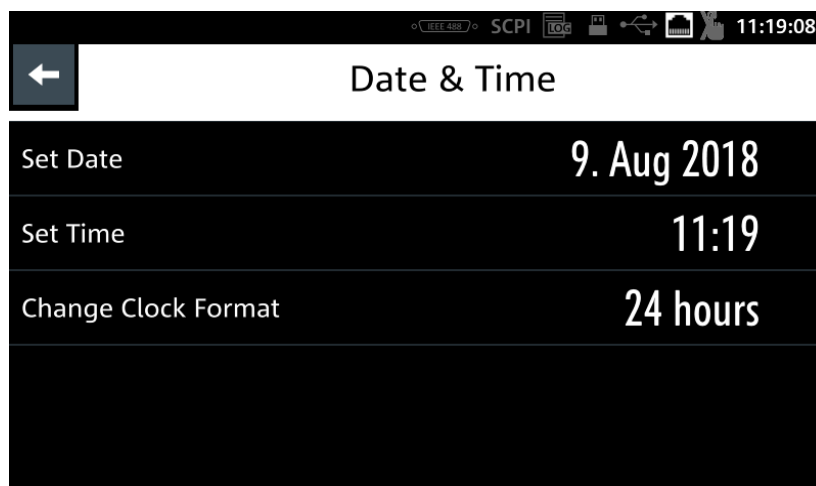 IEEE 488 SCPI LOG 11:19:08
Date & Time
Set Date 9. Aug 2018
Set Time 11:19
Change Clock Format 24 hours